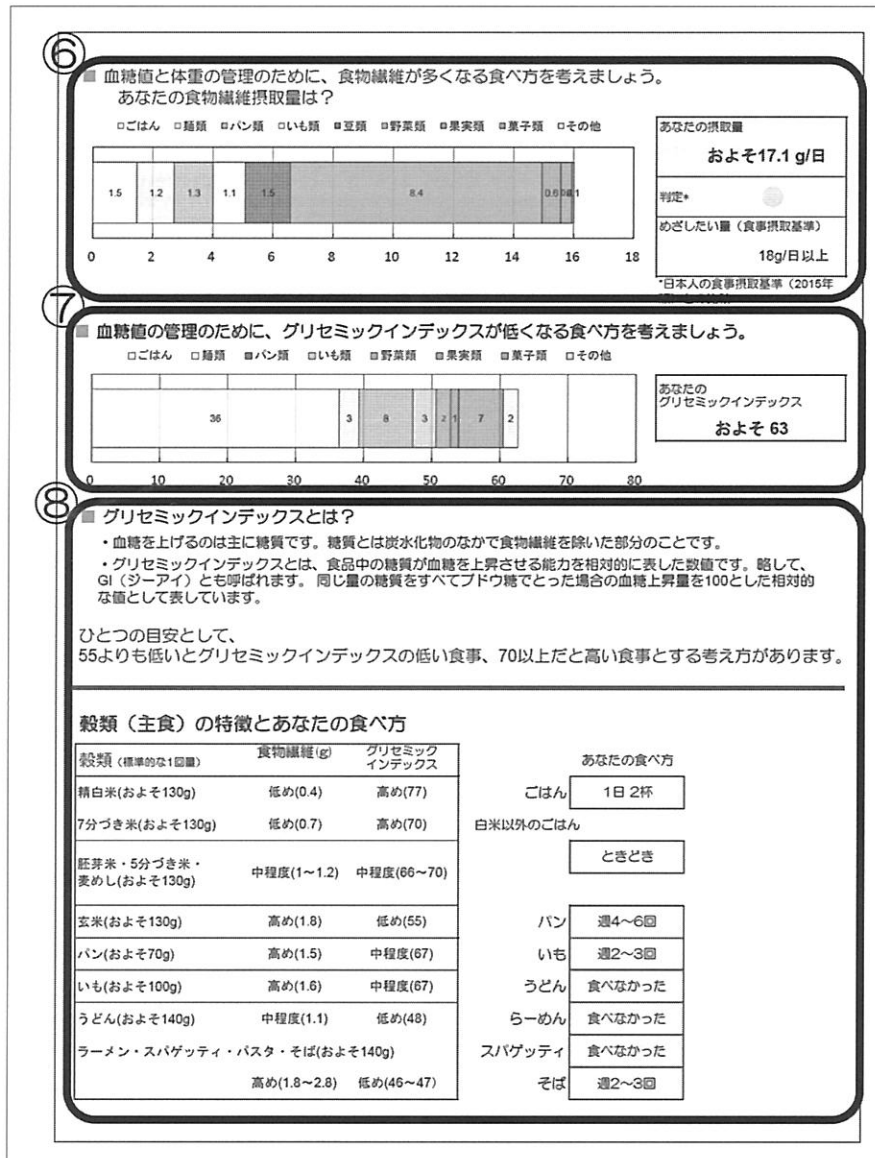 ⑥
■ 血糖値と体重の管理のために、食物繊維が多くなる食べ方を考えましょう。
あなたの食物繊維摂取量は？
□ごはん □麺類 ■パン類 □いも類 ■豆類 ■野菜類 ■果実類 ■菓子類 □その他
1.5 1.2 1.3 1.1 1.5 8.4 0.6
0 2 4 6 8 10 12 14 16 18
あなたの摂取量
およそ17.1 g/日
判定*
めざしたい量（食事摂取基準）
18g/日以上
*日本人の食事摂取基準（2015年
⑦
■ 血糖値の管理のために、グリセミックインデックスが低くなる食べ方を考えましょう。
□ごはん □麺類 ■パン類 □いも類 ■野菜類 ■果実類 ■菓子類 □その他
36 3 8 3 2 1 7 2
0 10 20 30 40 50 60 70 80
あなたの
グリセミックインデックス
およそ 63
⑧
■ グリセミックインデックスとは？
・血糖を上げるのは主に糖質です。糖質とは炭水化物のなかで食物繊維を除いた部分のことです。
・グリセミックインデックスとは、食品中の糖質が血糖を上昇させる能力を相対的に表した数値です。略して、
GI（ジーアイ）とも呼ばれます。 同じ量の糖質をすべてブドウ糖でとった場合の血糖上昇量を100とした相対的
な値として表しています。
ひとつの目安として、
55よりも低いとグリセミックインデックスの低い食事、70以上だと高い食事とする考え方があります。
穀類（主食）の特徴とあなたの食べ方
穀類（標準的な1回量） 食物繊維(g) グリセミック
インデックス
あなたの食べ方
精白米(およそ130g) 低め(0.4) 高め(77) ごはん 1日 2杯
7分づき米(およそ130g) 低め(0.7) 高め(70) 白米以外のごはん
ときどき
胚芽米・5分づき米・
麦めし(およそ130g) 中程度(1～1.2) 中程度(66～70)
玄米(およそ130g) 高め(1.8) 低め(55) パン 週4～6回
パン(およそ70g) 高め(1.5) 中程度(67) いも 週2～3回
いも(およそ100g) 高め(1.6) 中程度(67) うどん 食べなかった
うどん(およそ140g) 中程度(1.1) 低め(48) らーめん 食べなかった
ラーメン・スパゲッティ・パスタ・そば(およそ140g) スパゲッティ 食べなかった
高め(1.8～2.8) 低め(46～47) そば 週2～3回